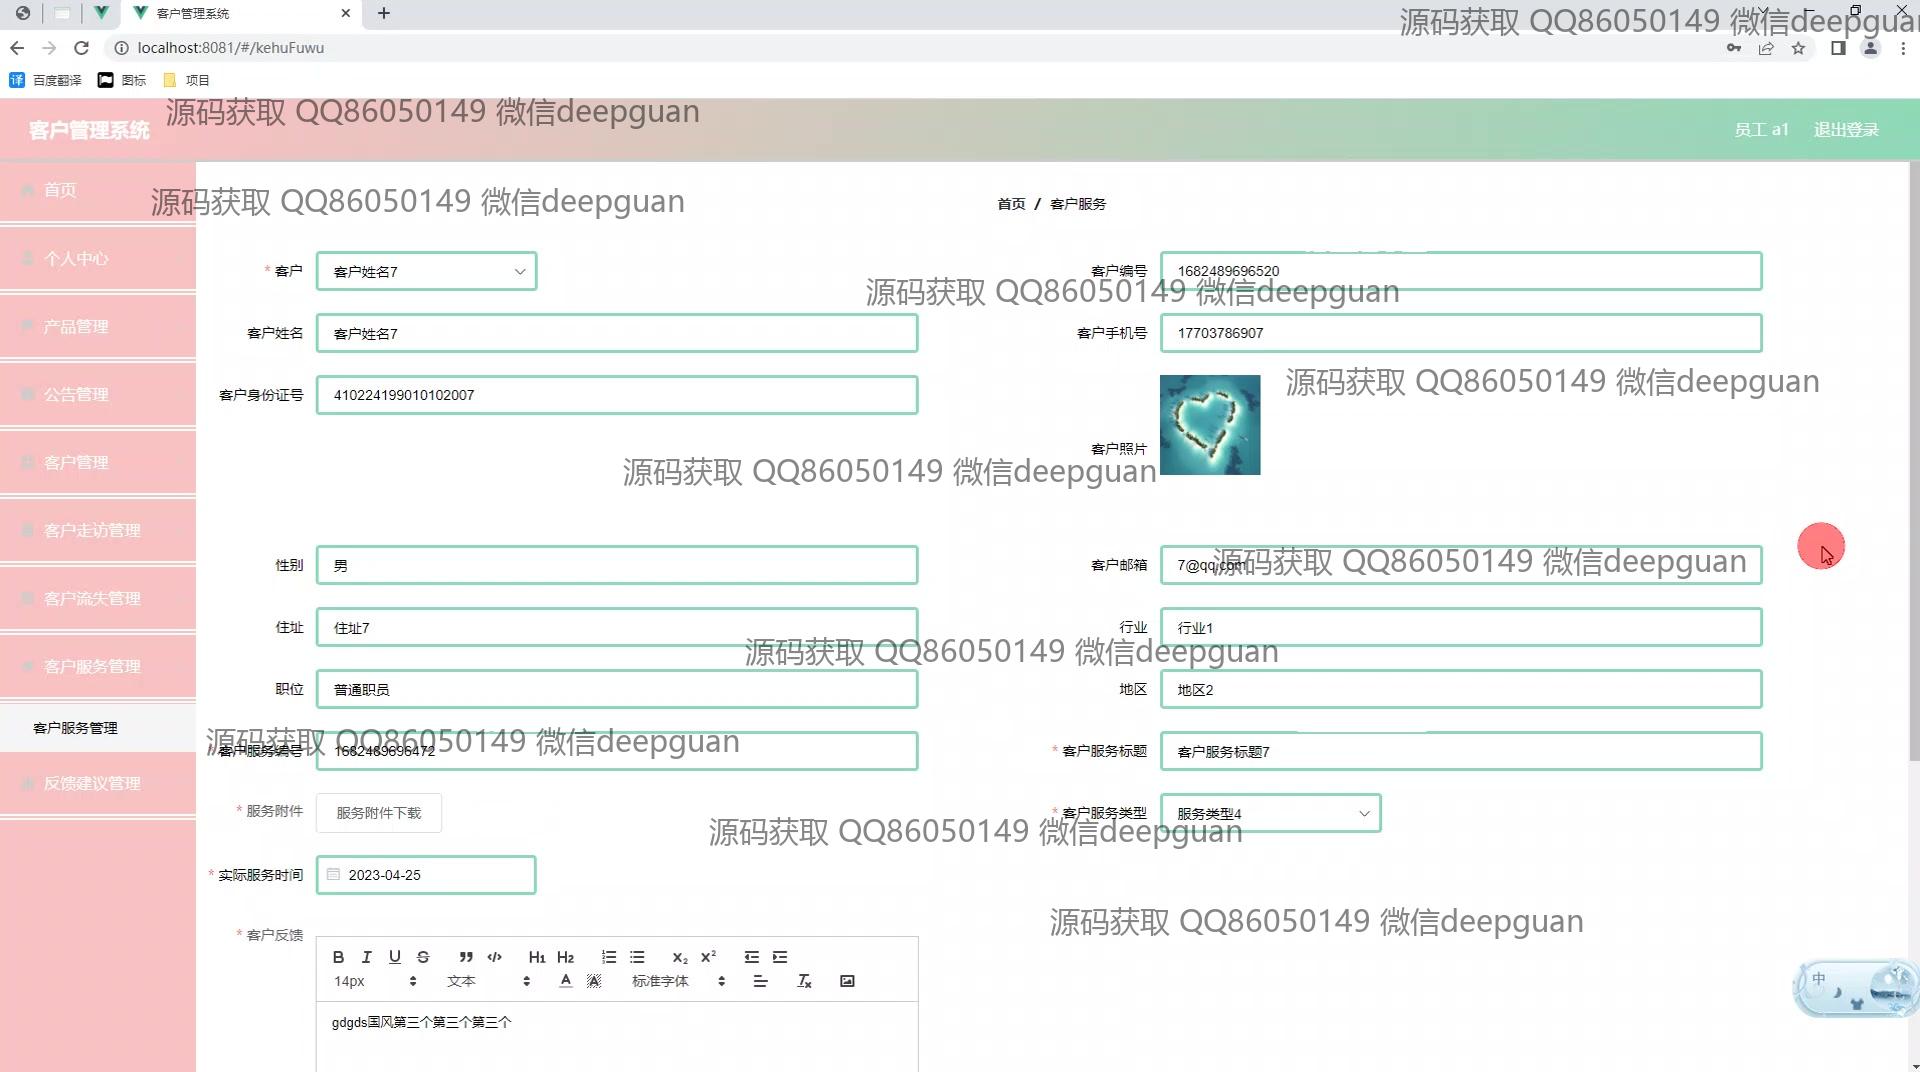 客户管理系统
源码获取 QQ86050149 微信deepguan
localhost:8081/#/kehuFuwu
百度翻译 图标 项目
源码获取 QQ86050149 微信deepguan
客户管理系统
员工 a1 退出登录
首页
源码获取 QQ86050149 微信deepguan
首页 / 客户服务
个人中心
* 客户 客户姓名7
客户编号 1682489696520
源码获取 QQ86050149 微信deepguan
产品管理
客户姓名 客户姓名7
客户手机号 17703786907
公告管理
客户身份证号 410224199010102007
源码获取 QQ86050149 微信deepguan
客户照片
客户管理
源码获取 QQ86050149 微信deepguan
客户走访管理
性别 男
客户邮箱 7@qq.com
源码获取 QQ86050149 微信deepguan
客户流失管理
住址 住址7
行业 行业1
源码获取 QQ86050149 微信deepguan
客户服务管理
职位 普通职员
地区 地区2
客户服务管理
源码获取 QQ86050149 微信deepguan
* 客户服务编号 1682489696472
* 客户服务标题 客户服务标题7
反馈建议管理
* 服务附件 服务附件下载
* 客户服务类型 服务类型4
源码获取 QQ86050149 微信deepguan
* 实际服务时间 2023-04-25
源码获取 QQ86050149 微信deepguan
* 客户反馈
B I U S H1 H2 X2 X2
14px 文本 A A 标准字体 Tx
gdgds国风第三个第三个第三个
中